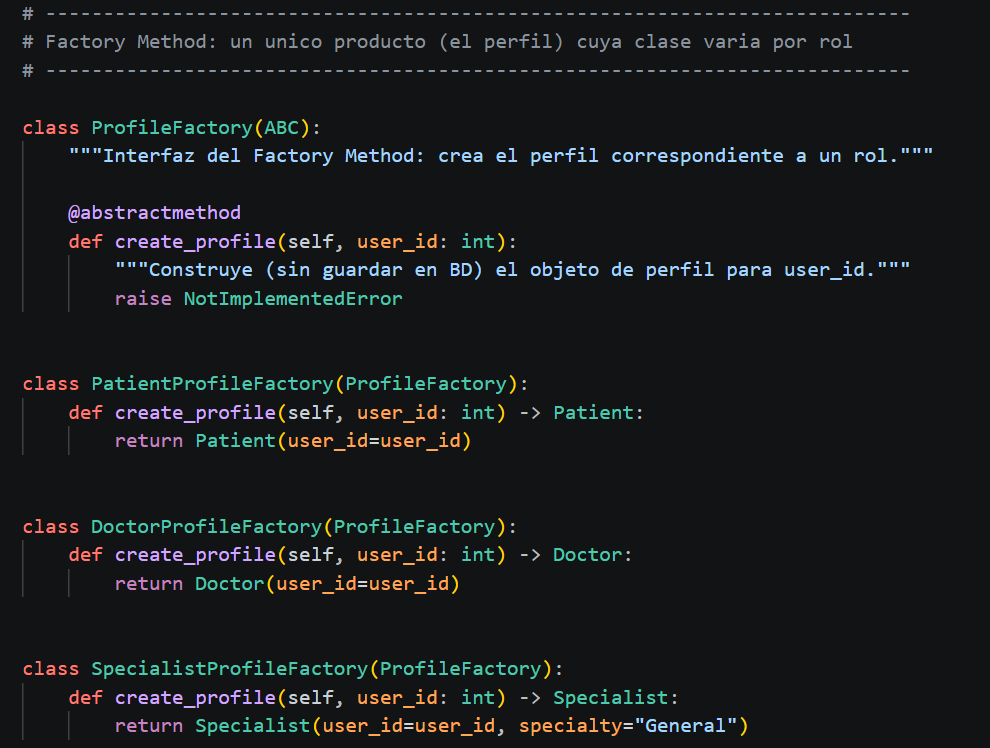 # ---------------------------------------------------------------------------
# Factory Method: un unico producto (el perfil) cuya clase varia por rol
# ---------------------------------------------------------------------------
class ProfileFactory(ABC):
"""Interfaz del Factory Method: crea el perfil correspondiente a un rol."""
@abstractmethod
def create_profile(self, user_id: int):
"""Construye (sin guardar en BD) el objeto de perfil para user_id."""
raise NotImplementedError
class PatientProfileFactory(ProfileFactory):
def create_profile(self, user_id: int) -> Patient:
return Patient(user_id=user_id)
class DoctorProfileFactory(ProfileFactory):
def create_profile(self, user_id: int) -> Doctor:
return Doctor(user_id=user_id)
class SpecialistProfileFactory(ProfileFactory):
def create_profile(self, user_id: int) -> Specialist:
return Specialist(user_id=user_id, specialty="General")